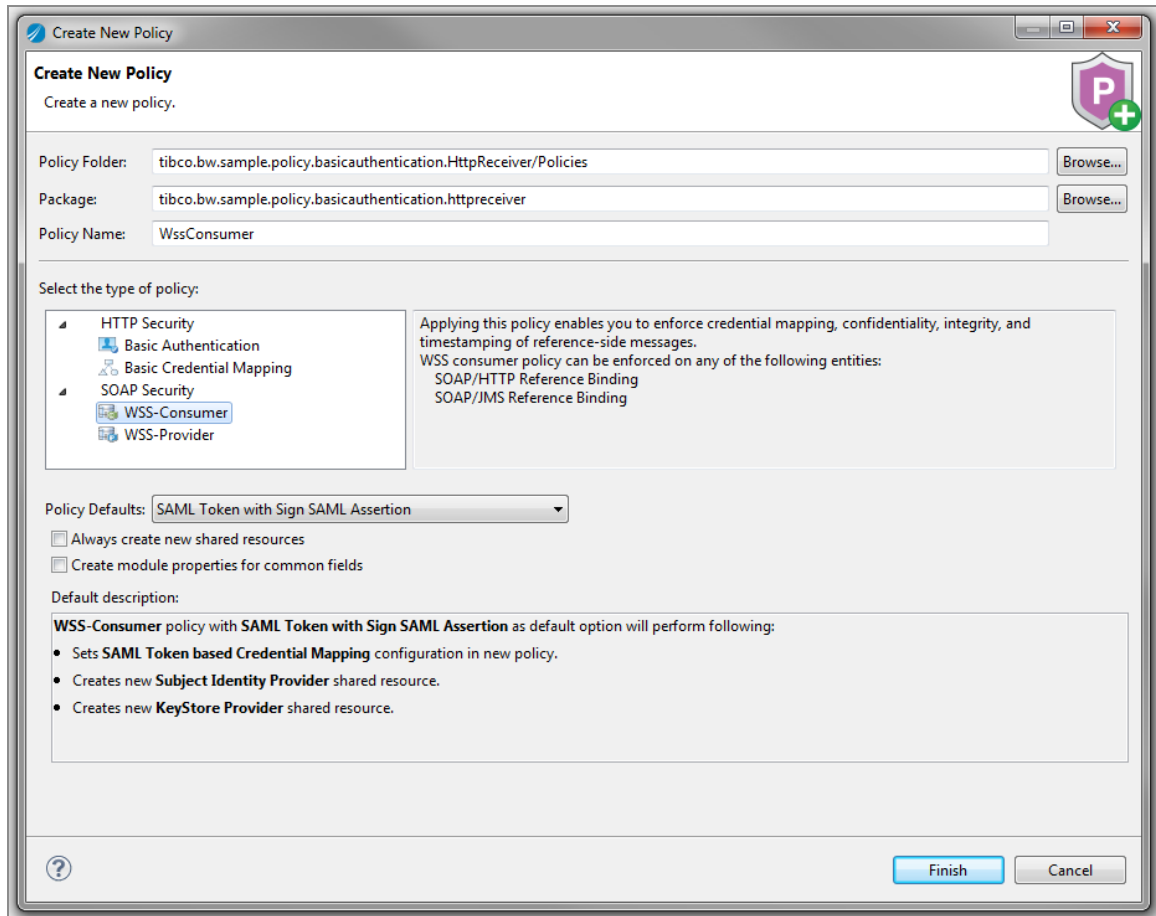 Create New Policy
Create New Policy
Create a new policy.
P
Policy Folder: tibco.bw.sample.policy.basicauthentication.HttpReceiver/Policies Browse...
Package: tibco.bw.sample.policy.basicauthentication.httpreceiver Browse...
Policy Name: WssConsumer
Select the type of policy:
HTTP Security
Basic Authentication
Basic Credential Mapping
SOAP Security
WSS-Consumer
WSS-Provider
Applying this policy enables you to enforce credential mapping, confidentiality, integrity, and
timestamping of reference-side messages.
WSS consumer policy can be enforced on any of the following entities:
SOAP/HTTP Reference Binding
SOAP/JMS Reference Binding
Policy Defaults: SAML Token with Sign SAML Assertion
Always create new shared resources
Create module properties for common fields
Default description:
WSS-Consumer policy with SAML Token with Sign SAML Assertion as default option will perform following:
• Sets SAML Token based Credential Mapping configuration in new policy.
• Creates new Subject Identity Provider shared resource.
• Creates new KeyStore Provider shared resource.
? Finish Cancel